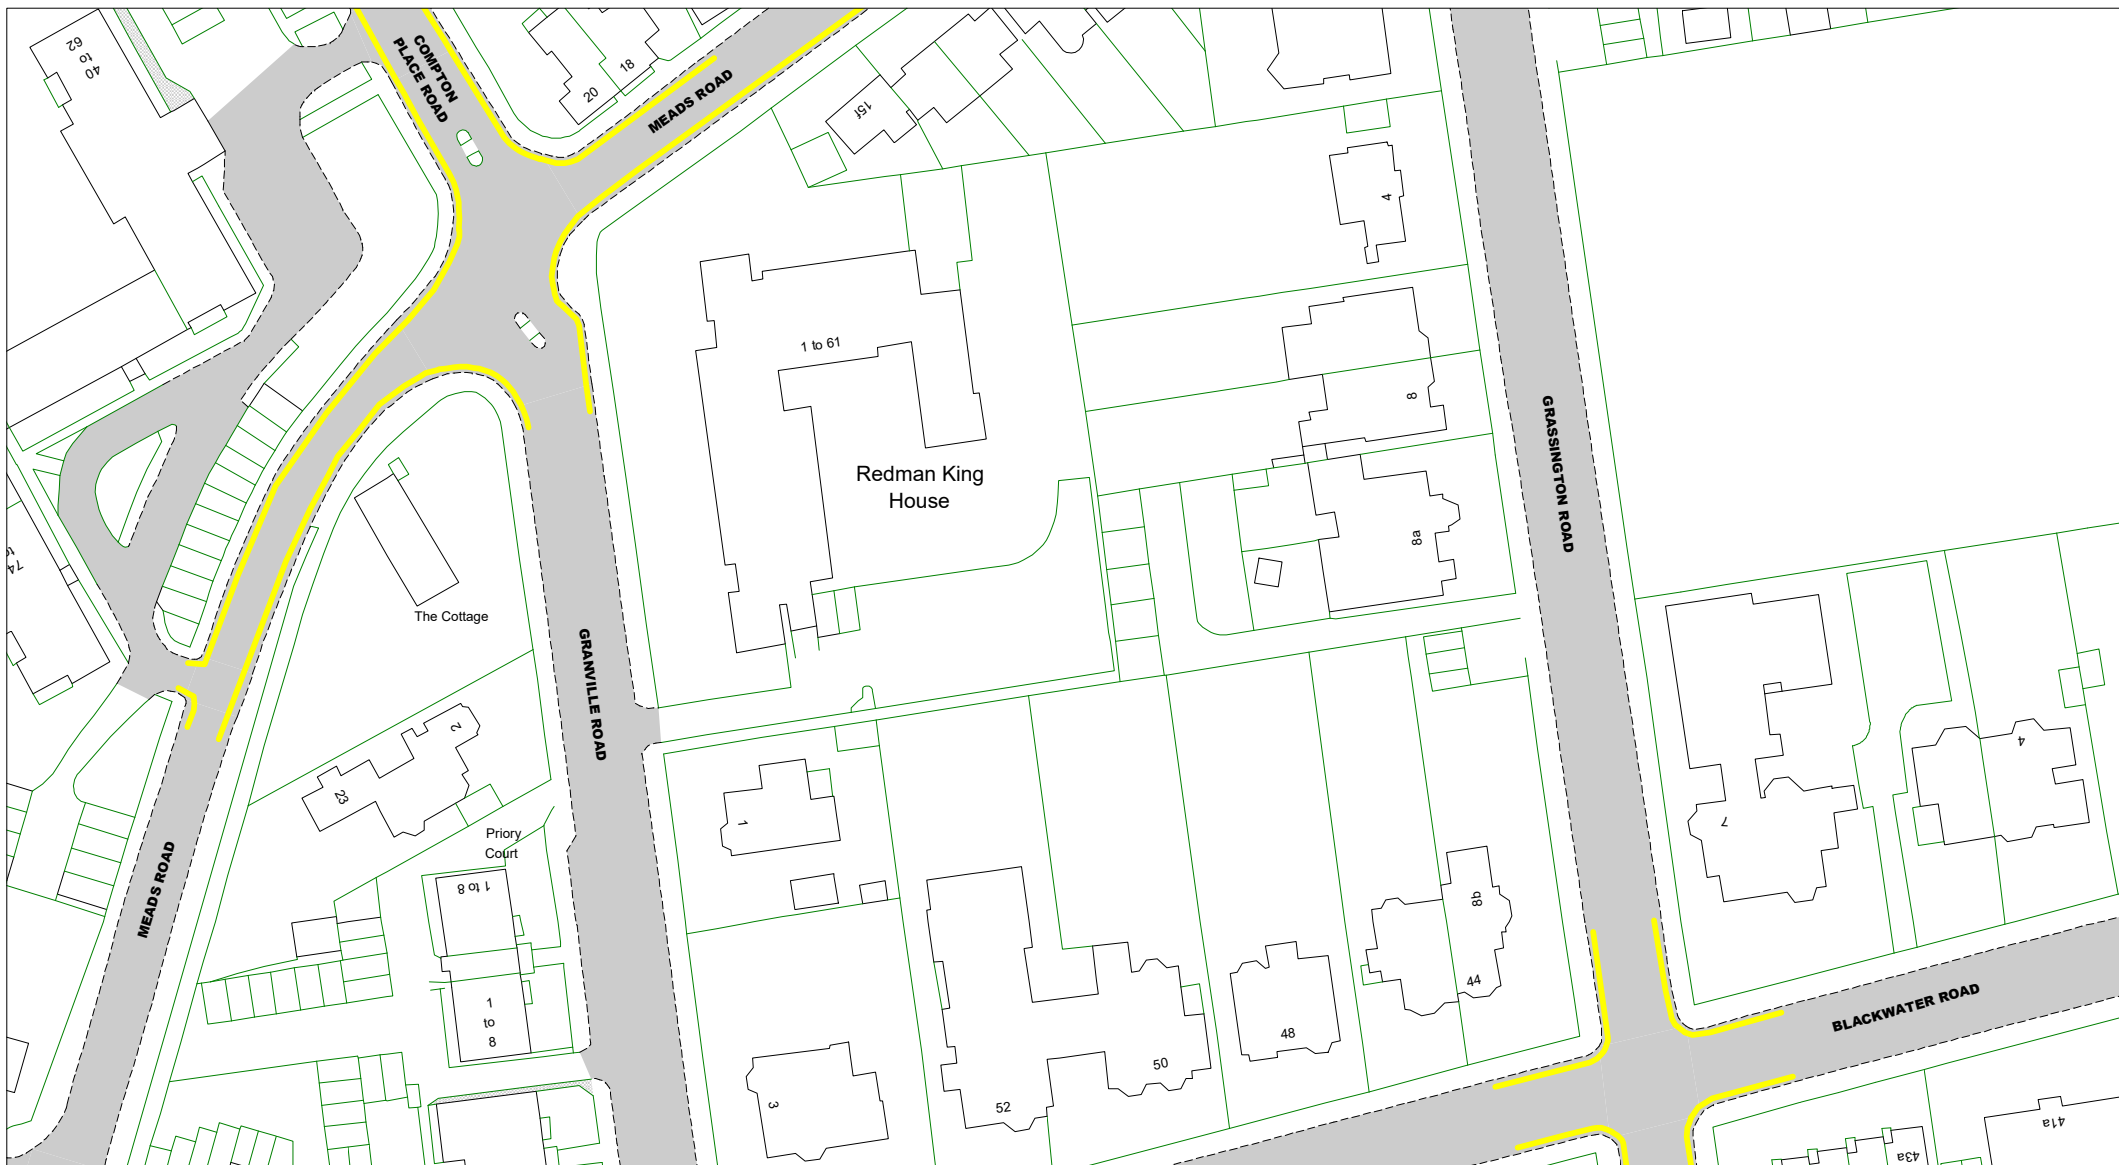 40
to
62
COMPTON
PLACE ROAD
20
18
MEADS ROAD
15f
4
1 to 61
Redman King
House
8
8a
GRASSINGTON ROAD
74
to
The Cottage
GRANVILLE ROAD
2
23
Priory
Court
1 to 8
1
to
8
MEADS ROAD
1
3
52
50
48
44
8b
7
4
BLACKWATER ROAD
43a
41a